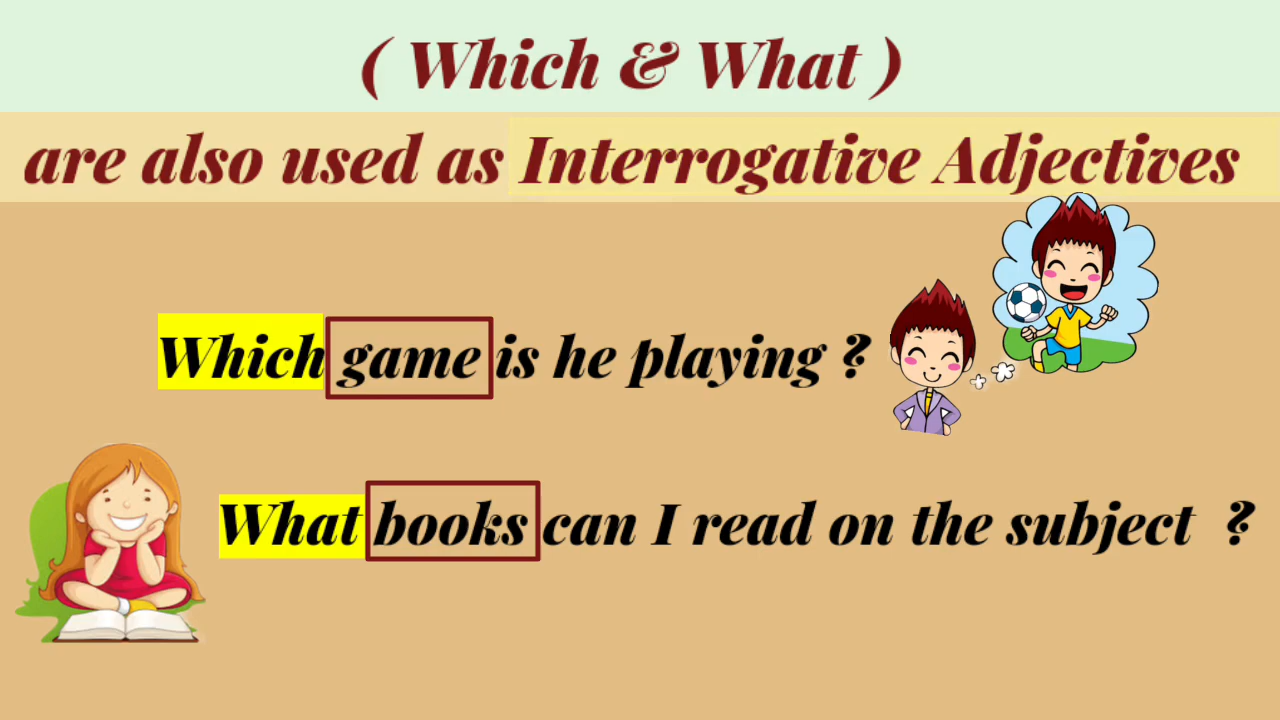 ( Which & What )
are also used as Interrogative Adjectives
Which game is he playing ?
What books can I read on the subject ?